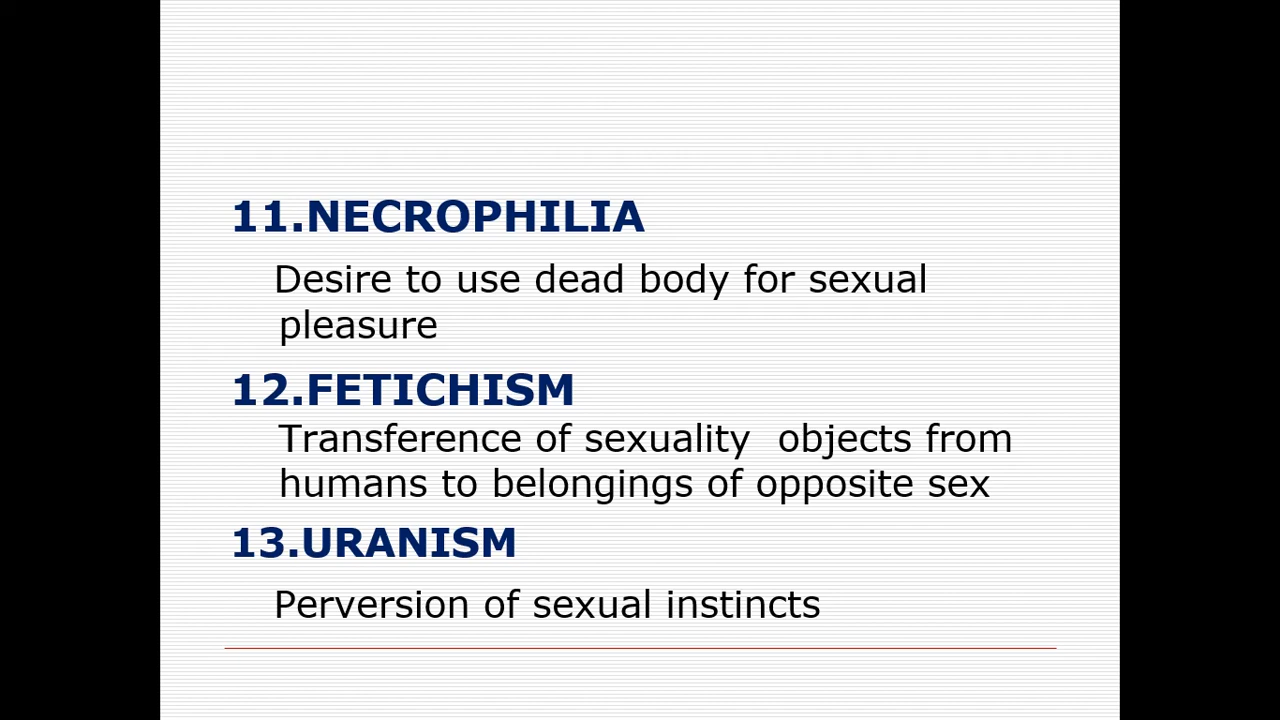 11.NECROPHILIA
Desire to use dead body for sexual
pleasure
12.FETICHISM
Transference of sexuality  objects from
humans to belongings of opposite sex
13.URANISM
Perversion of sexual instincts